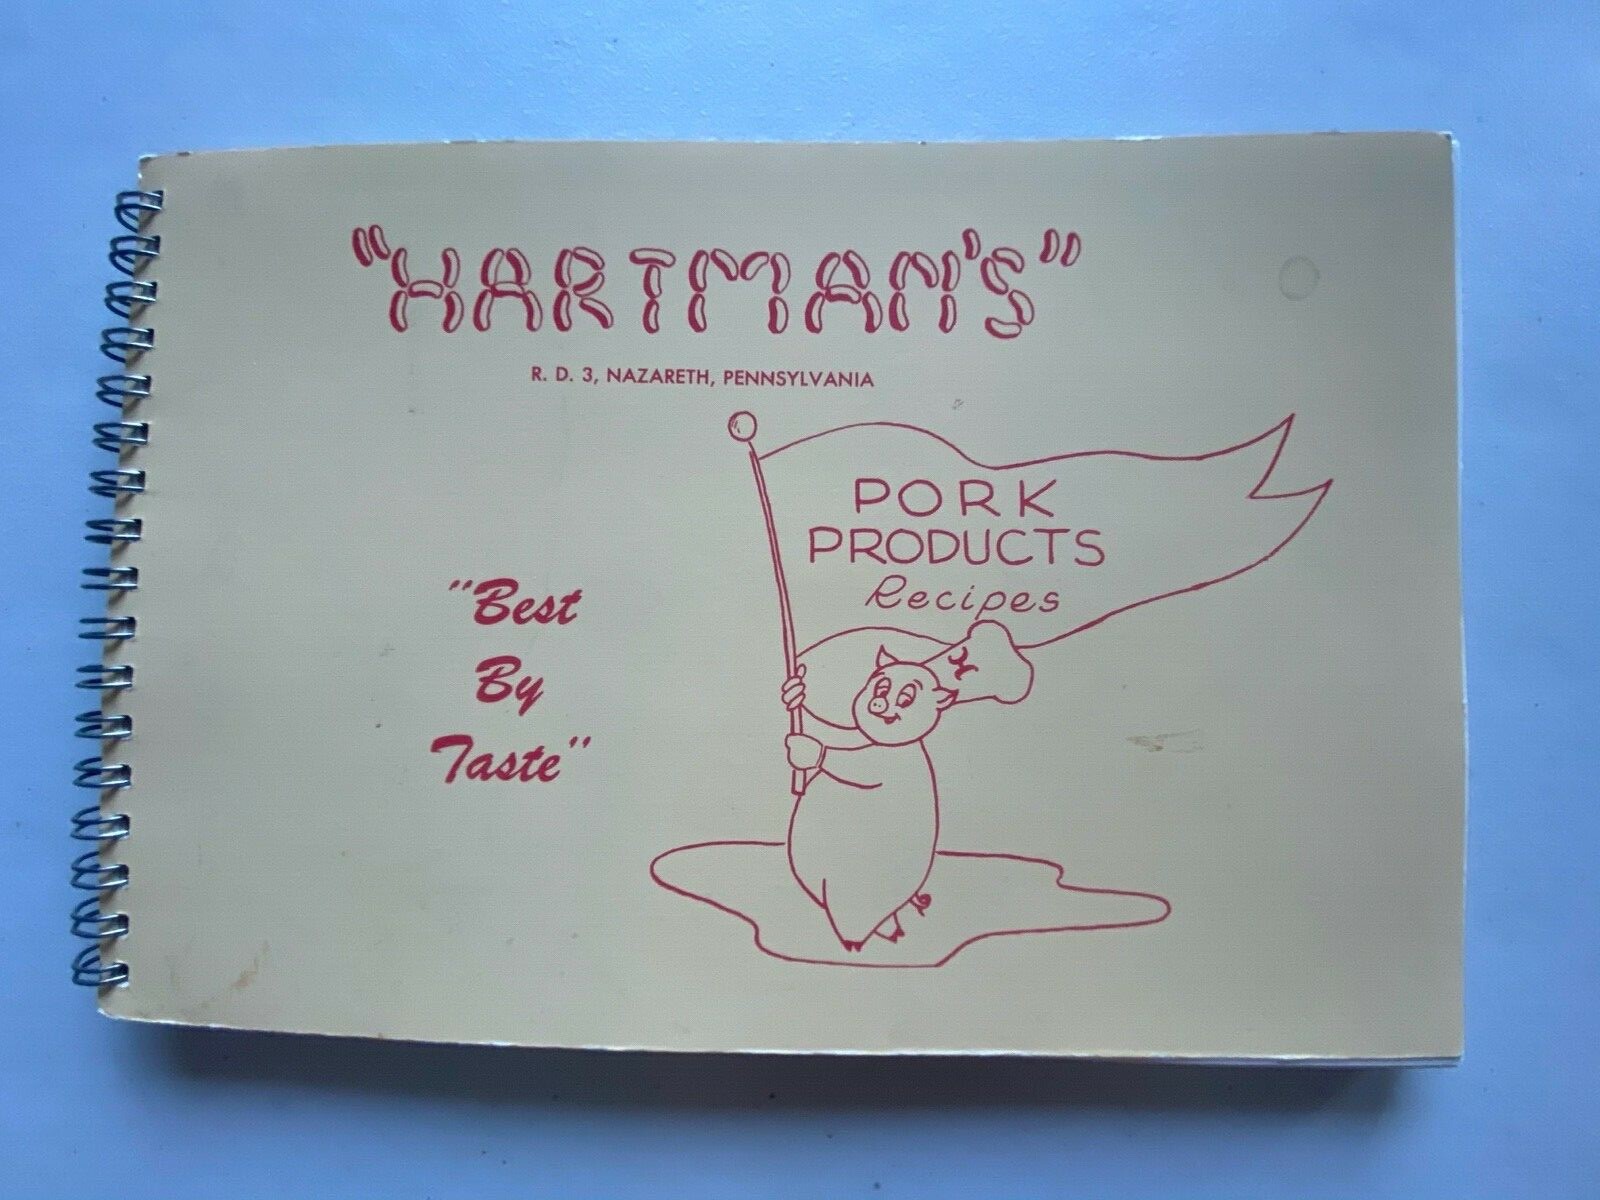 "HARTMAN'S"
R. D. 3, NAZARETH, PENNSYLVANIA
PORK
PRODUCTS
Recipes
"Best
By
Taste"
H